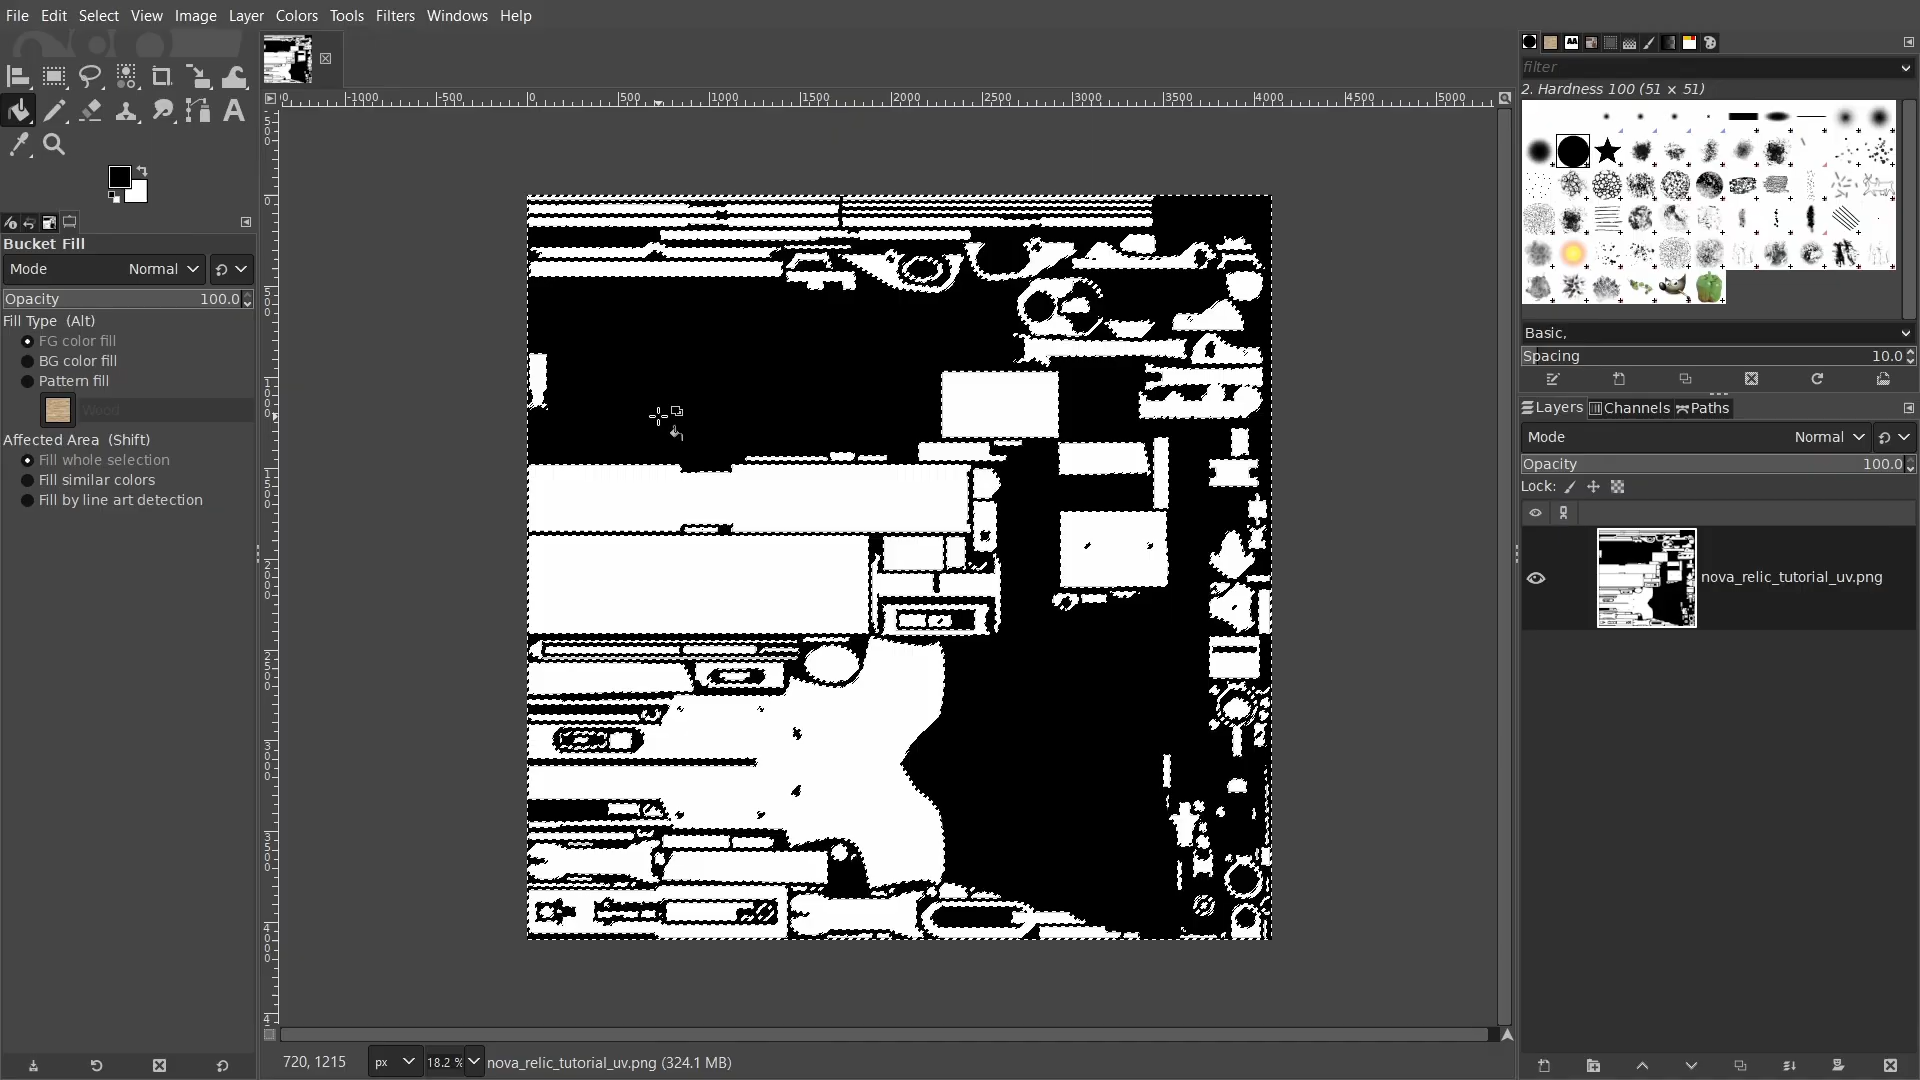 File Edit Select View Image Layer Colors Tools Filters Windows Help
-1000 -500 0 500 1000 1500 2000 2500 3000 3500 4000 4500 5000
filter
2. Hardness 100 (51 × 51)
Bucket Fill
Mode Normal
Opacity 100.0
Fill Type (Alt)
FG color fill
BG color fill
Pattern fill
Wood
Affected Area (Shift)
Fill whole selection
Fill similar colors
Fill by line art detection
Basic,
Spacing 10.0
Layers Channels Paths
Mode Normal
Opacity 100.0
Lock:
nova_relic_tutorial_uv.png
720, 1215 px 18.2 % nova_relic_tutorial_uv.png (324.1 MB)